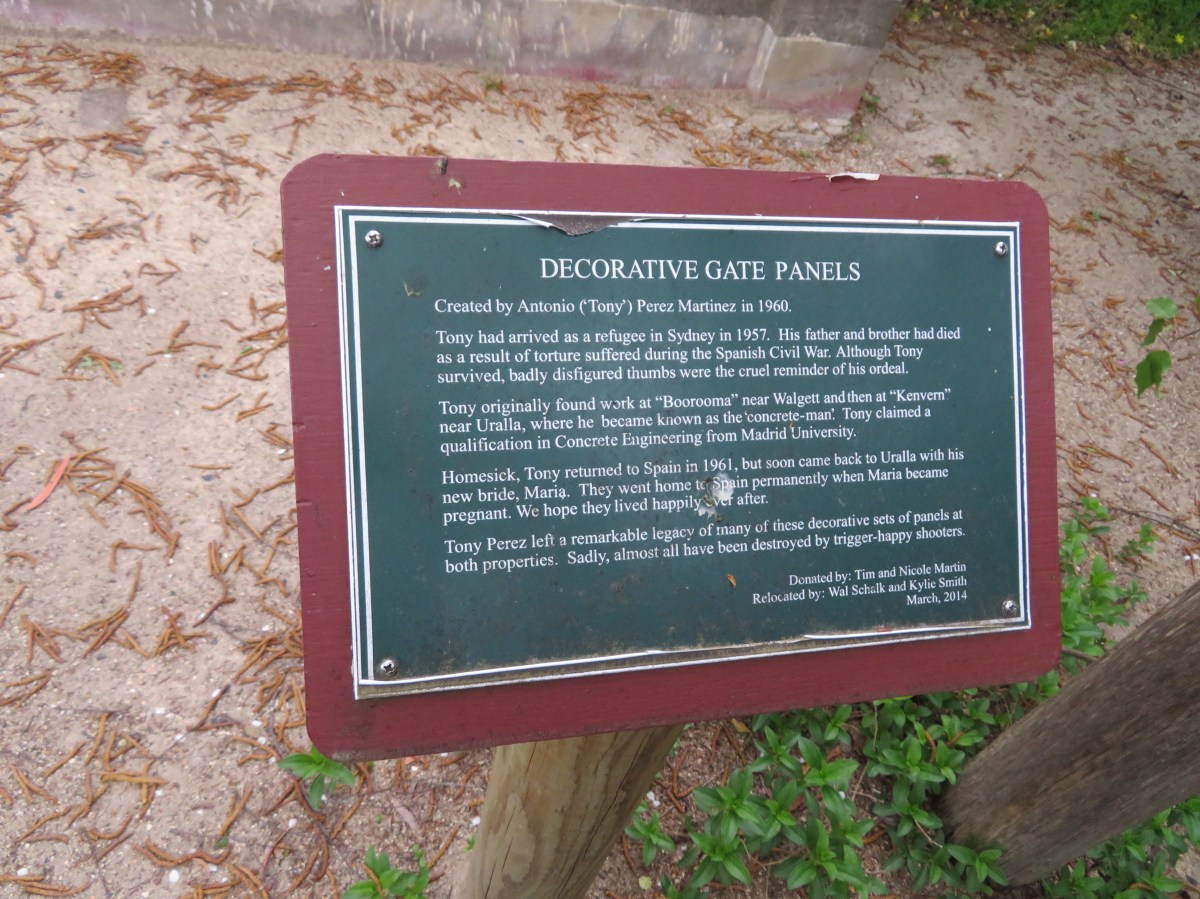 DECORATIVE GATE PANELS
Created by Antonio (‘Tony’) Perez Martinez in 1960.
Tony had arrived as a refugee in Sydney in 1957. His father and brother had died
as a result of torture suffered during the Spanish Civil War. Although Tony
survived, badly disfigured thumbs were the cruel reminder of his ordeal.
Tony originally found work at “Boorooma” near Walgett and then at “Kenvern”
near Uralla, where he became known as the ‘concrete-man’. Tony claimed a
qualification in Concrete Engineering from Madrid University.
Homesick, Tony returned to Spain in 1961, but soon came back to Uralla with his
new bride, Maria. They went home to Spain permanently when Maria became
pregnant. We hope they lived happily ever after.
Tony Perez left a remarkable legacy of many of these decorative sets of panels at
both properties. Sadly, almost all have been destroyed by trigger-happy shooters.
Donated by: Tim and Nicole Martin
Relocated by: Wal Schalk and Kylie Smith
March, 2014